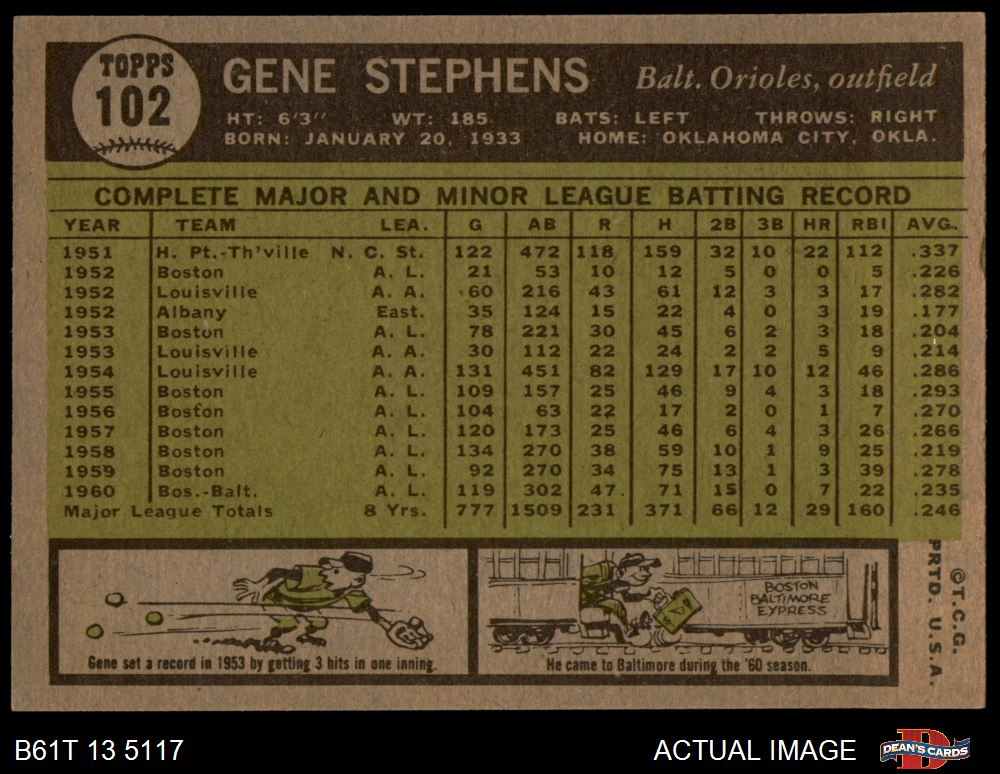 TOPPS
102
GENE STEPHENS Balt. Orioles, outfield
HT: 6'3" WT: 185 BATS: LEFT THROWS: RIGHT
BORN: JANUARY 20, 1933 HOME: OKLAHOMA CITY, OKLA.
COMPLETE MAJOR AND MINOR LEAGUE BATTING RECORD
YEAR TEAM LEA. G AB R H 2B 3B HR RBI AVG.
1951 H. Pt.-Th'ville N. C. St. 122 472 118 159 32 10 22 112 .337
1952 Boston A. L. 21 53 10 12 5 0 0 5 .226
1952 Louisville A. A. 60 216 43 61 12 3 3 17 .282
1952 Albany East. 35 124 15 22 4 0 3 19 .177
1953 Boston A. L. 78 221 30 45 6 2 3 18 .204
1953 Louisville A. A. 30 112 22 24 2 2 5 9 .214
1954 Louisville A. A. 131 451 82 129 17 10 12 46 .286
1955 Boston A. L. 109 157 25 46 9 4 3 18 .293
1956 Boston A. L. 104 63 22 17 2 0 1 7 .270
1957 Boston A. L. 120 173 25 46 6 4 3 26 .266
1958 Boston A. L. 134 270 38 59 10 1 9 25 .219
1959 Boston A. L. 92 270 34 75 13 1 3 39 .278
1960 Bos.-Balt. A. L. 119 302 47 71 15 0 7 22 .235
Major League Totals 8 Yrs. 777 1509 231 371 66 12 29 160 .246
Gene set a record in 1953 by getting 3 hits in one inning.
BOSTON
BALTIMORE
EXPRESS
He came to Baltimore during the '60 season.
©T.C.G.
PRTD. U.S.A.
B61T 13 5117
ACTUAL IMAGE
DEAN'S CARDS